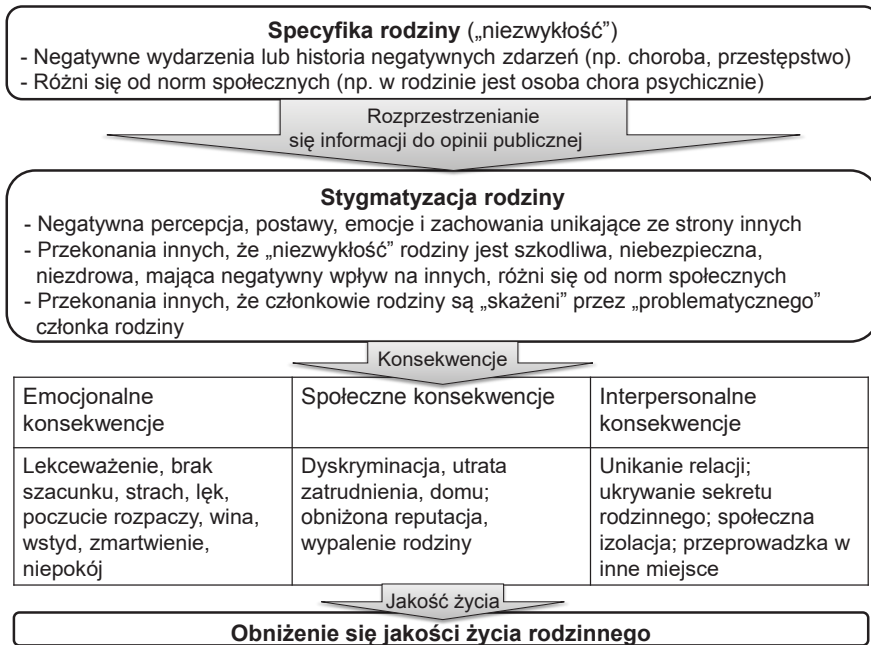 Specyfika rodziny („niezwykłość”)
- Negatywne wydarzenia lub historia negatywnych zdarzeń (np. choroba, przestępstwo)
- Różni się od norm społecznych (np. w rodzinie jest osoba chora psychicznie)
Rozprzestrzenianie
się informacji do opinii publicznej
Stygmatyzacja rodziny
- Negatywna percepcja, postawy, emocje i zachowania unikające ze strony innych
- Przekonania innych, że „niezwykłość” rodziny jest szkodliwa, niebezpieczna,
niezdrowa, mająca negatywny wpływ na innych, różni się od norm społecznych
- Przekonania innych, że członkowie rodziny są „skażeni” przez „problematycznego”
członka rodziny
Konsekwencje
Emocjonalne
konsekwencje
Społeczne konsekwencje
Interpersonalne
konsekwencje
Lekceważenie, brak
szacunku, strach, lęk,
poczucie rozpaczy, wina,
wstyd, zmartwienie,
niepokój
Dyskryminacja, utrata
zatrudnienia, domu;
obniżona reputacja,
wypalenie rodziny
Unikanie relacji;
ukrywanie sekretu
rodzinnego; społeczna
izolacja; przeprowadzka w
inne miejsce
Jakość życia
Obniżenie się jakości życia rodzinnego